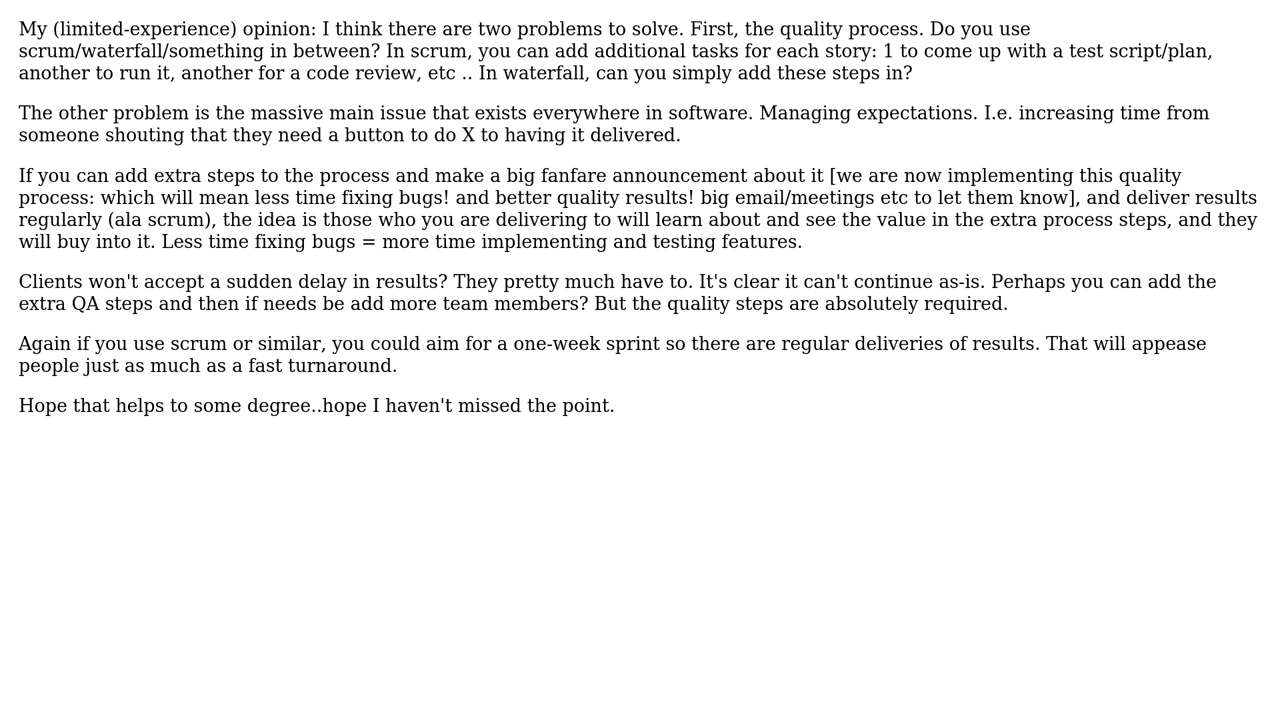 My (limited-experience) opinion: I think there are two problems to solve. First, the quality process. Do you use
scrum/waterfall/something in between? In scrum, you can add additional tasks for each story: 1 to come up with a test script/plan,
another to run it, another for a code review, etc .. In waterfall, can you simply add these steps in?
The other problem is the massive main issue that exists everywhere in software. Managing expectations. I.e. increasing time from
someone shouting that they need a button to do X to having it delivered.
If you can add extra steps to the process and make a big fanfare announcement about it [we are now implementing this quality
process: which will mean less time fixing bugs! and better quality results! big email/meetings etc to let them know], and deliver results
regularly (ala scrum), the idea is those who you are delivering to will learn about and see the value in the extra process steps, and they
will buy into it. Less time fixing bugs = more time implementing and testing features.
Clients won't accept a sudden delay in results? They pretty much have to. It's clear it can't continue as-is. Perhaps you can add the
extra QA steps and then if needs be add more team members? But the quality steps are absolutely required.
Again if you use scrum or similar, you could aim for a one-week sprint so there are regular deliveries of results. That will appease
people just as much as a fast turnaround.
Hope that helps to some degree..hope I haven't missed the point.